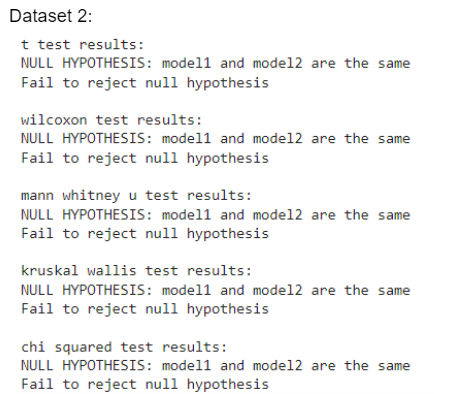 Dataset 2:
t test results:
NULL HYPOTHESIS: model1 and model2 are the same
Fail to reject null hypothesis
wilcoxon test results:
NULL HYPOTHESIS: model1 and model2 are the same
Fail to reject null hypothesis
mann whitney u test results:
NULL HYPOTHESIS: model1 and model2 are the same
Fail to reject null hypothesis
kruskal wallis test results:
NULL HYPOTHESIS: model1 and model2 are the same
Fail to reject null hypothesis
chi squared test results:
NULL HYPOTHESIS: model1 and model2 are the same
Fail to reject null hypothesis